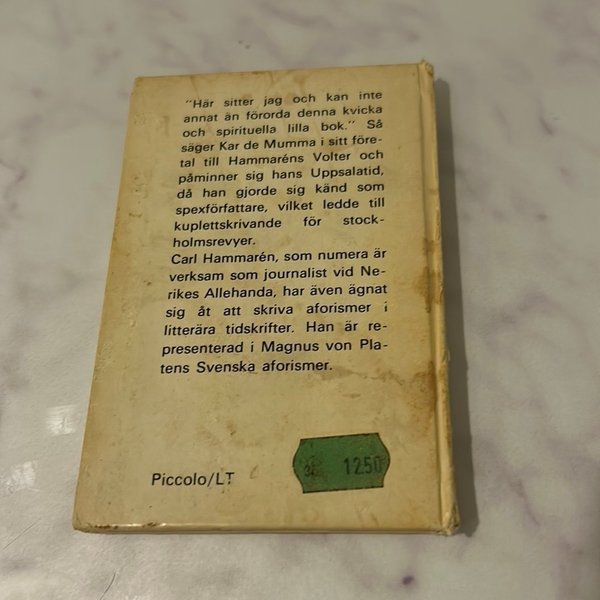 "Här sitter jag och kan inte
annat än förorda denna kvicka
och spirituella lilla bok." Så
säger Kar de Mumma i sitt före-
tal till Hammaréns Volter och
påminner sig hans Uppsalatid,
då han gjorde sig känd som
spexförfattare, vilket ledde till
kuplettskrivande för stock-
holmsrevyer.
Carl Hammarén, som numera är
verksam som journalist vid Ne-
rikes Allehanda, har även ägnat
sig åt att skriva aforismer i
litterära tidskrifter. Han är re-
presenterad i Magnus von Pla-
tens Svenska aforismer.
Piccolo/LT
1250